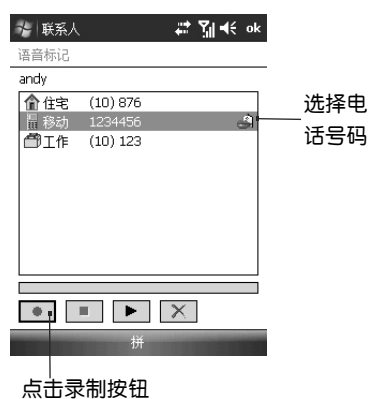 联系人 ok
语音标记
andy
住宅 (10) 876
移动 1234456
工作 (10) 123
选择电
话号码
拼
点击录制按钮